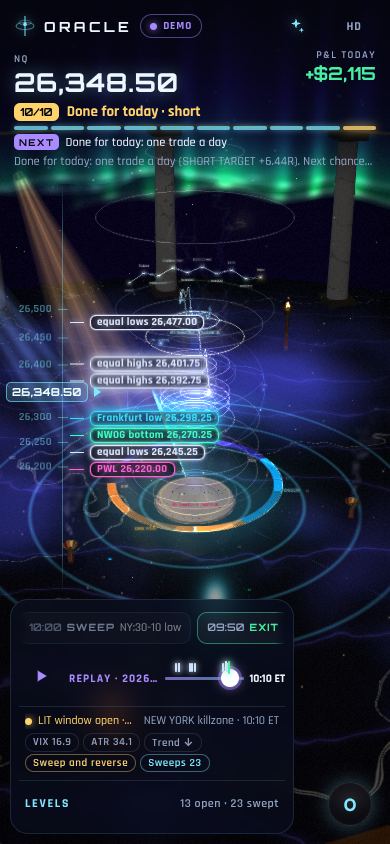 ORACLE
DEMO
HD
NQ
P&L TODAY
26,348.50
+$2,115
10/10 Done for today · short
NEXT Done for today: one trade a day
Done for today: one trade a day (SHORT TARGET +6.44R). Next chance...
26,500
equal lows 26,477.00
26,450
26,400
equal highs 26,401.75
equal highs 26,392.75
26,348.50
26,300
Frankfurt low 26,298.25
NWOG bottom 26,270.25
26,250
equal lows 26,245.25
26,200
PWL 26,220.00
10:00 SWEEP NY:30-10 low
09:50 EXIT
REPLAY · 2026...
10:10 ET
LIT window open ·...
NEW YORK killzone · 10:10 ET
VIX 16.9
ATR 34.1
Trend ↓
Sweep and reverse
Sweeps 23
LEVELS
13 open · 23 swept
O